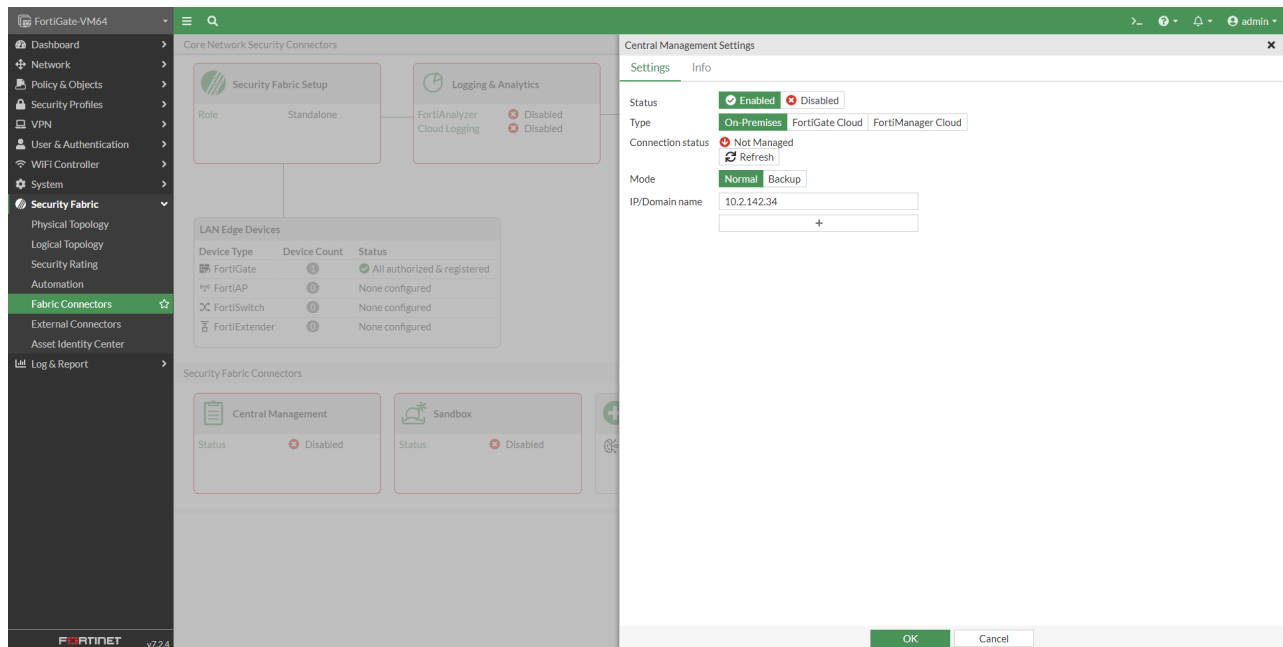 FortiGate-VM64
>_
admin
Dashboard
Network
Policy & Objects
Security Profiles
VPN
User & Authentication
WiFi Controller
System
Security Fabric
Physical Topology
Logical Topology
Security Rating
Automation
Fabric Connectors
External Connectors
Asset Identity Center
Log & Report
FORTINET
v7.2.4
Core Network Security Connectors
Security Fabric Setup
Role Standalone
Logging & Analytics
FortiAnalyzer Disabled
Cloud Logging Disabled
LAN Edge Devices
Device Type Device Count Status
FortiGate 1 All authorized & registered
FortiAP 0 None configured
FortiSwitch 0 None configured
FortiExtender 0 None configured
Security Fabric Connectors
Central Management
Status Disabled
Sandbox
Status Disabled
Central Management Settings
Settings Info
Status Enabled Disabled
Type On-Premises FortiGate Cloud FortiManager Cloud
Connection status Not Managed
Refresh
Mode Normal Backup
IP/Domain name 10.2.142.34
+
OK Cancel